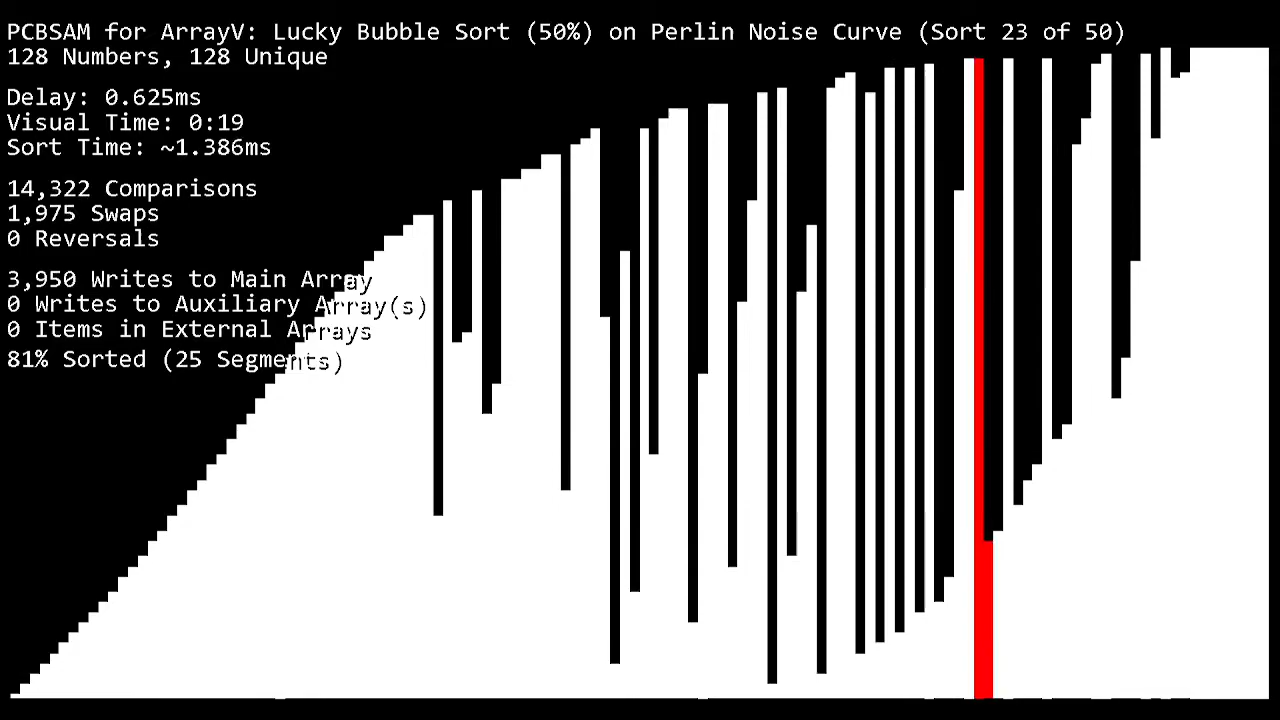 PCBSAM for ArrayV: Lucky Bubble Sort (50%) on Perlin Noise Curve (Sort 23 of 50)
128 Numbers, 128 Unique
Delay: 0.625ms
Visual Time: 0:19
Sort Time: ~1.386ms
14,322 Comparisons
1,975 Swaps
0 Reversals
3,950 Writes to Main Array
0 Writes to Auxiliary Array(s)
0 Items in External Arrays
81% Sorted (25 Segments)